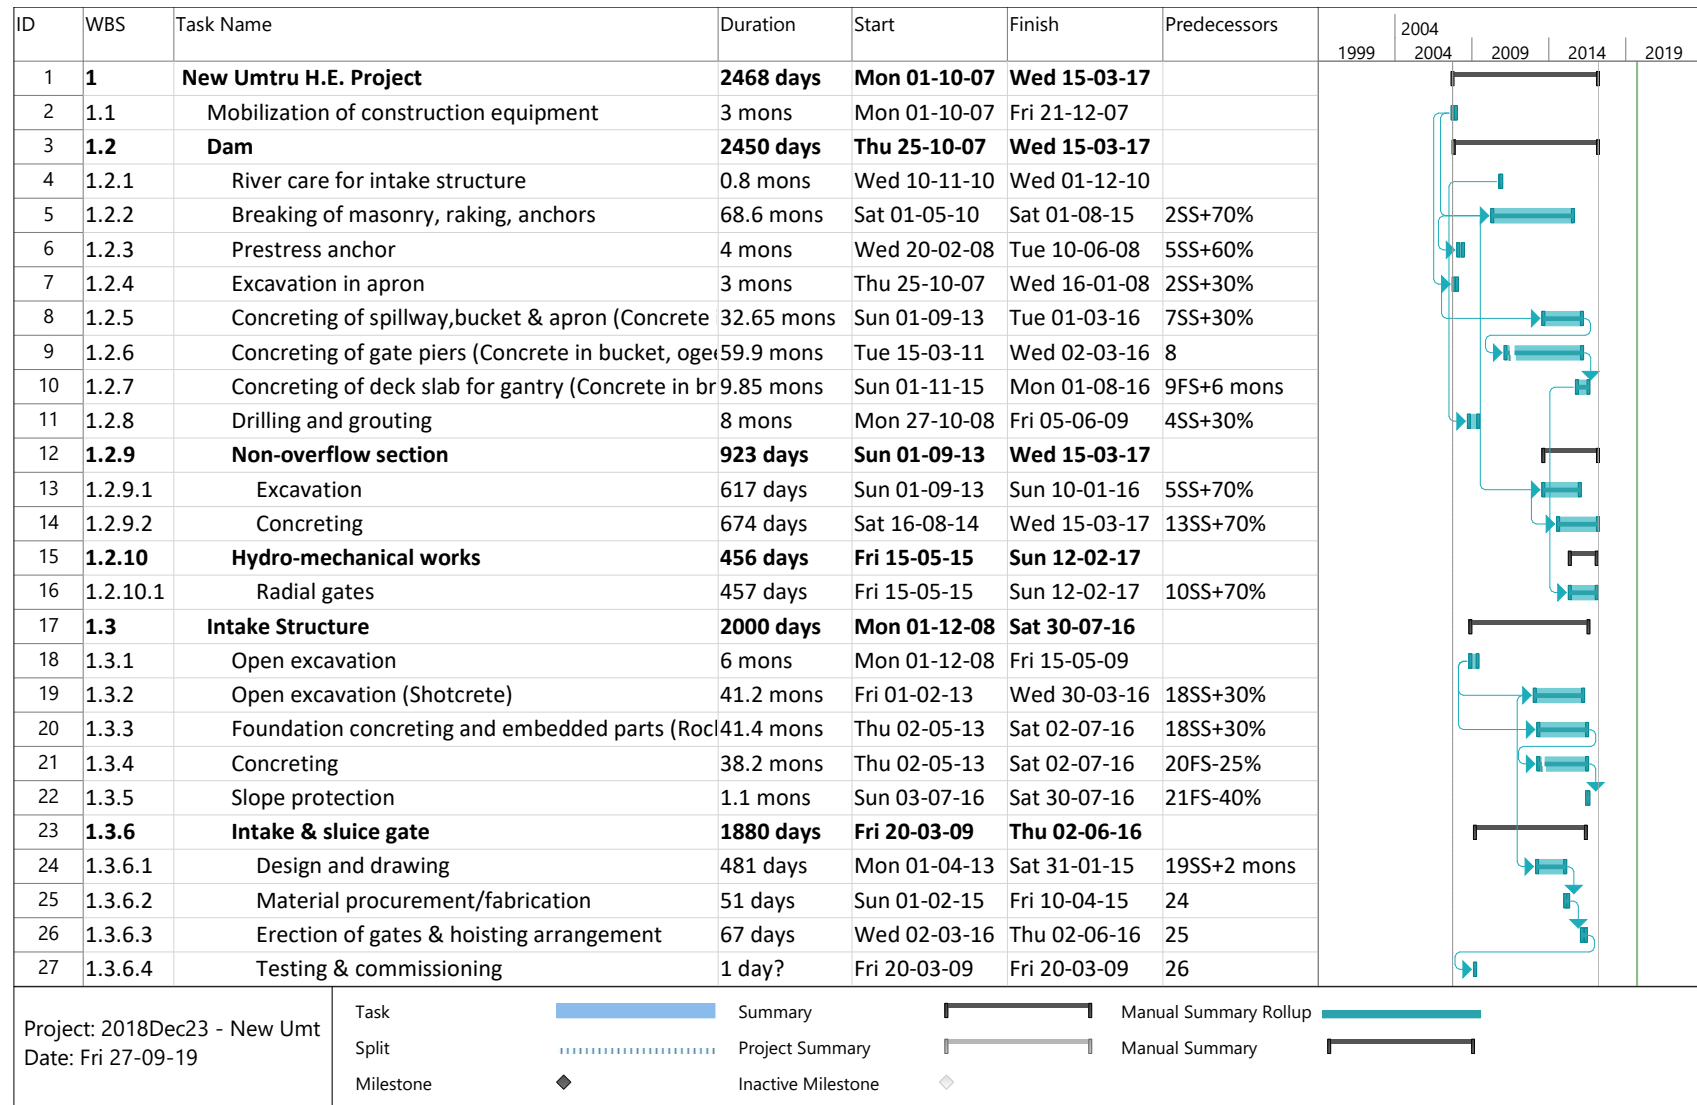 ID WBS Task Name Duration Start Finish Predecessors
2004
1999 2004 2009 2014 2019
1 1 New Umtru H.E. Project 2468 days Mon 01-10-07 Wed 15-03-17
2 1.1 Mobilization of construction equipment 3 mons Mon 01-10-07 Fri 21-12-07
3 1.2 Dam 2450 days Thu 25-10-07 Wed 15-03-17
4 1.2.1 River care for intake structure 0.8 mons Wed 10-11-10 Wed 01-12-10
5 1.2.2 Breaking of masonry, raking, anchors 68.6 mons Sat 01-05-10 Sat 01-08-15 2SS+70%
6 1.2.3 Prestress anchor 4 mons Wed 20-02-08 Tue 10-06-08 5SS+60%
7 1.2.4 Excavation in apron 3 mons Thu 25-10-07 Wed 16-01-08 2SS+30%
8 1.2.5 Concreting of spillway,bucket & apron (Concrete 32.65 mons Sun 01-09-13 Tue 01-03-16 7SS+30%
9 1.2.6 Concreting of gate piers (Concrete in bucket, oge 59.9 mons Tue 15-03-11 Wed 02-03-16 8
10 1.2.7 Concreting of deck slab for gantry (Concrete in br 9.85 mons Sun 01-11-15 Mon 01-08-16 9FS+6 mons
11 1.2.8 Drilling and grouting 8 mons Mon 27-10-08 Fri 05-06-09 4SS+30%
12 1.2.9 Non-overflow section 923 days Sun 01-09-13 Wed 15-03-17
13 1.2.9.1 Excavation 617 days Sun 01-09-13 Sun 10-01-16 5SS+70%
14 1.2.9.2 Concreting 674 days Sat 16-08-14 Wed 15-03-17 13SS+70%
15 1.2.10 Hydro-mechanical works 456 days Fri 15-05-15 Sun 12-02-17
16 1.2.10.1 Radial gates 457 days Fri 15-05-15 Sun 12-02-17 10SS+70%
17 1.3 Intake Structure 2000 days Mon 01-12-08 Sat 30-07-16
18 1.3.1 Open excavation 6 mons Mon 01-12-08 Fri 15-05-09
19 1.3.2 Open excavation (Shotcrete) 41.2 mons Fri 01-02-13 Wed 30-03-16 18SS+30%
20 1.3.3 Foundation concreting and embedded parts (Roc 41.4 mons Thu 02-05-13 Sat 02-07-16 18SS+30%
21 1.3.4 Concreting 38.2 mons Thu 02-05-13 Sat 02-07-16 20FS-25%
22 1.3.5 Slope protection 1.1 mons Sun 03-07-16 Sat 30-07-16 21FS-40%
23 1.3.6 Intake & sluice gate 1880 days Fri 20-03-09 Thu 02-06-16
24 1.3.6.1 Design and drawing 481 days Mon 01-04-13 Sat 31-01-15 19SS+2 mons
25 1.3.6.2 Material procurement/fabrication 51 days Sun 01-02-15 Fri 10-04-15 24
26 1.3.6.3 Erection of gates & hoisting arrangement 67 days Wed 02-03-16 Thu 02-06-16 25
27 1.3.6.4 Testing & commissioning 1 day? Fri 20-03-09 Fri 20-03-09 26
Project: 2018Dec23 - New Umt
Date: Fri 27-09-19
Task Summary Manual Summary Rollup
Split Project Summary Manual Summary
Milestone Inactive Milestone